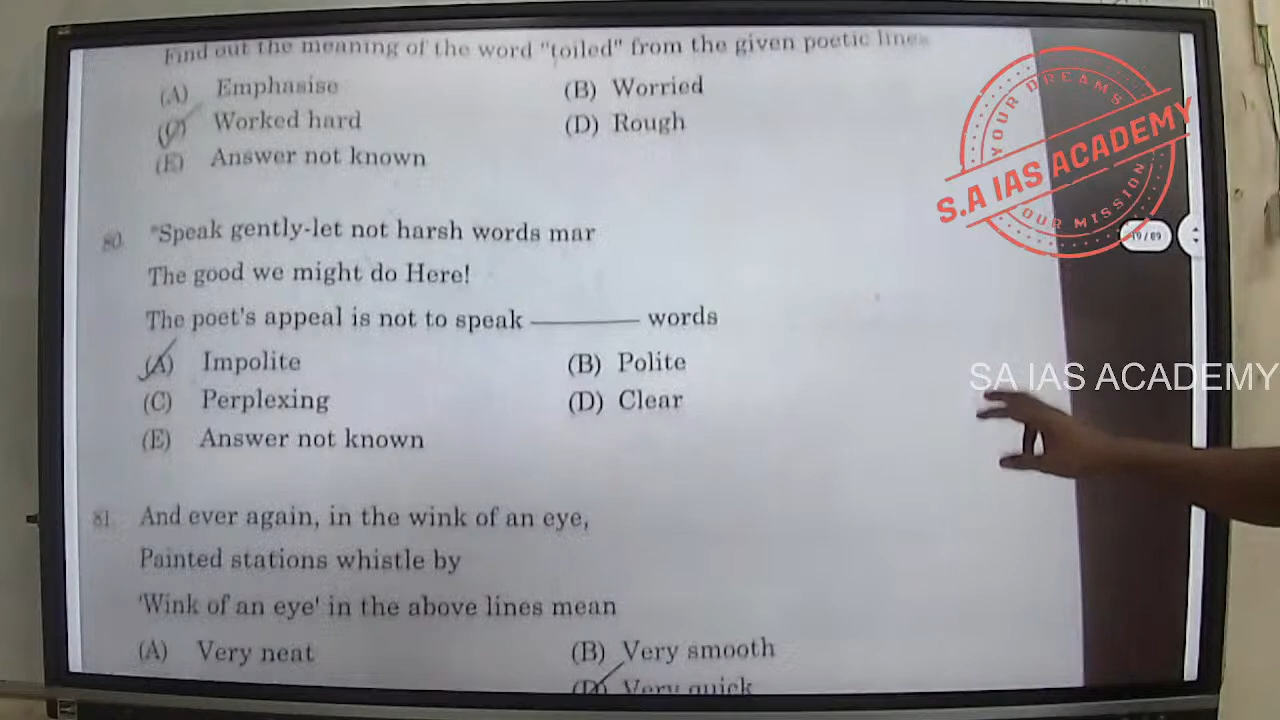 Find out the meaning of the word "toiled" from the given poetic lines
(A) Emphasise (B) Worried
(C) Worked hard (D) Rough
(E) Answer not known
80. "Speak gently-let not harsh words mar
The good we might do Here!
The poet's appeal is not to speak ———— words
(A) Impolite (B) Polite
(C) Perplexing (D) Clear
(E) Answer not known
81. And ever again, in the wink of an eye,
Painted stations whistle by
'Wink of an eye' in the above lines mean
(A) Very neat (B) Very smooth
(D) Very quick
YOUR DREAMS
S.A IAS ACADEMY
OUR MISSION
19/89
SA IAS ACADEMY